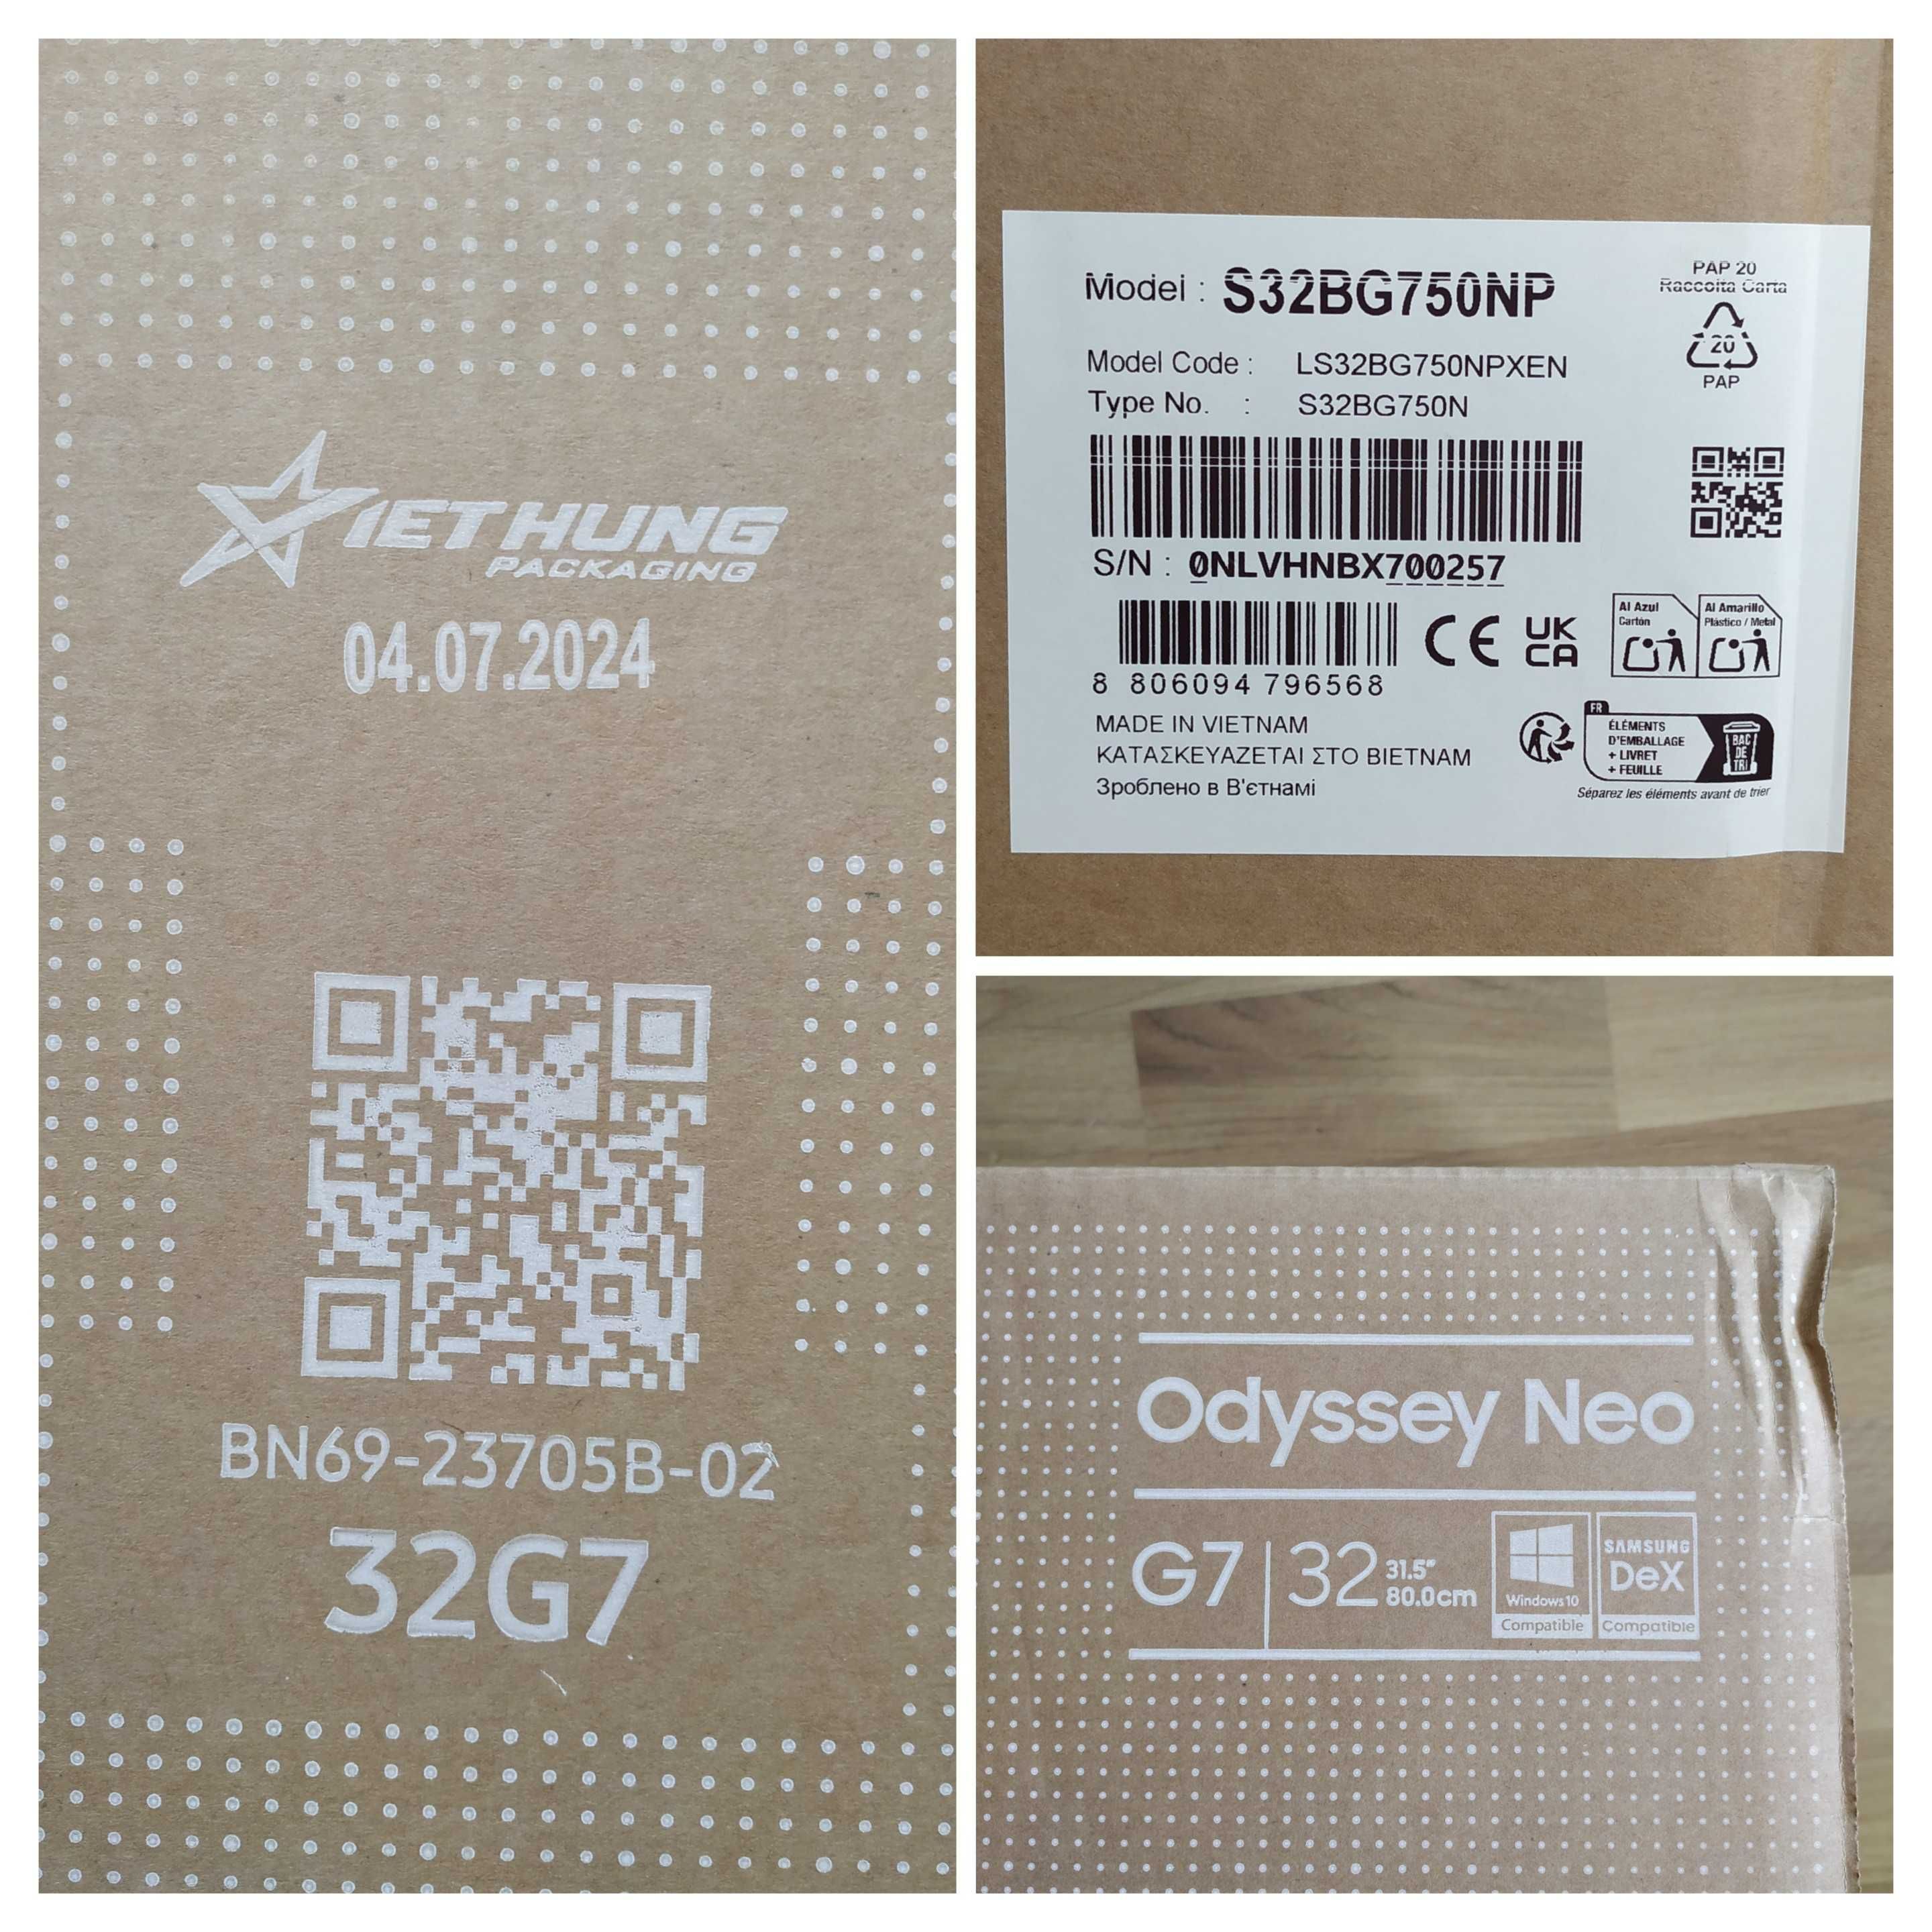 VIETHUNG
PACKAGING
04.07.2024
BN69-23705B-02
32G7
Model : S32BG750NP
Model Code : LS32BG750NPXEN
Type No. : S32BG750N
S/N : 0NLVHNBX700257
8 806094 796568
MADE IN VIETNAM
ΚΑΤΑΣΚΕΥΑΖΕΤΑΙ ΣΤΟ ΒΙΕΤΝΑΜ
Зроблено в В'єтнамі
PAP 20
Raccolta Carta
20
PAP
CE
UK
CA
Al Azul
Cartón
Al Amarillo
Plástico / Metal
FR
ÉLÉMENTS
D'EMBALLAGE
+ LIVRET
+ FEUILLE
BAC
DE
TRI
Séparez les éléments avant de trier
Odyssey Neo
G7 32 31.5"
80.0cm
Windows 10
Compatible
SAMSUNG
DeX
Compatible